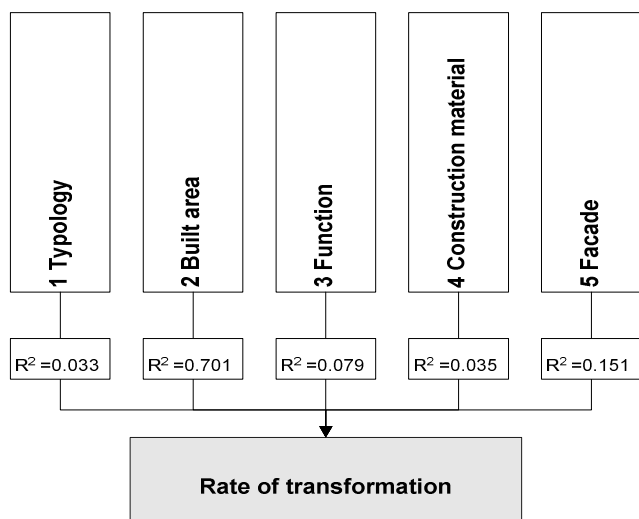 1 Typology
2 Built area
3 Function
4 Construction material
5 Facade
R² =0.033
R² =0.701
R² =0.079
R² =0.035
R² =0.151
Rate of transformation